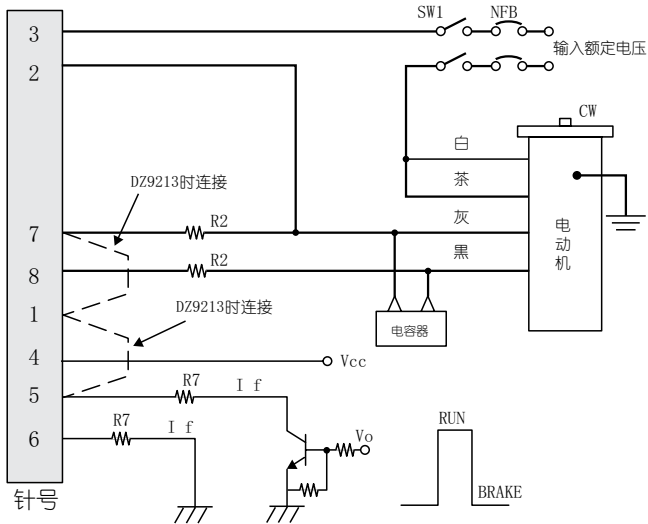 3
SW1
NFB
输入额定电压
2
CW
白
DZ9213时连接
茶
R2
灰
7
黑
电动机
R2
8
DZ9213时连接
1
电容器
4
Vcc
R7
I f
5
R7
I f
Vo
RUN
6
BRAKE
针号